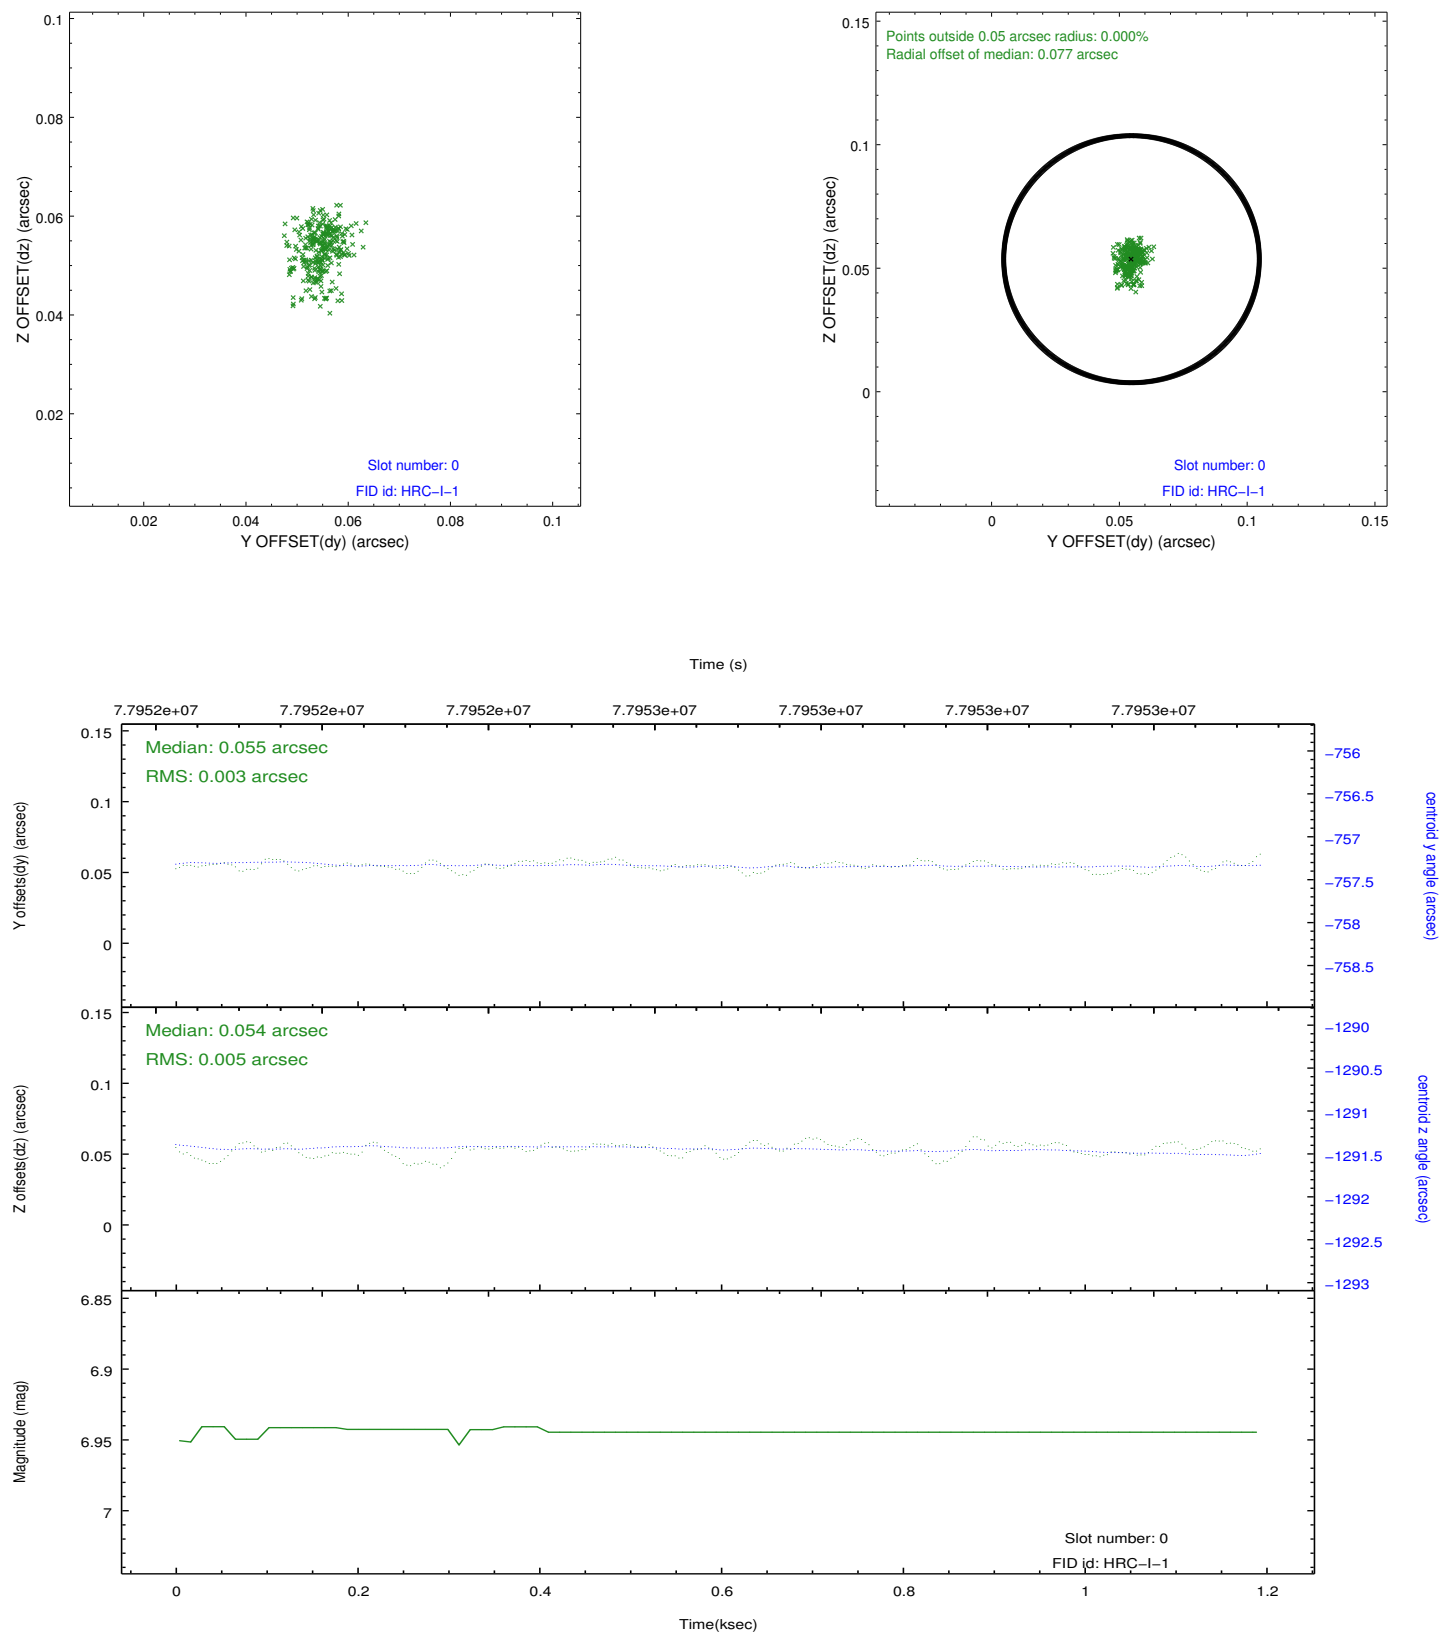 0.1
0.08
0.06
0.04
0.02
Z OFFSET(dz) (arcsec)
Slot number: 0
FID id: HRC−I−1
0.02 0.04 0.06 0.08 0.1
Y OFFSET(dy) (arcsec)
Points outside 0.05 arcsec radius: 0.000%
Radial offset of median: 0.077 arcsec
0.15
0.1
0.05
0
Z OFFSET(dz) (arcsec)
Slot number: 0
FID id: HRC−I−1
0 0.05 0.1 0.15
Y OFFSET(dy) (arcsec)
Time (s)
7.7952e+07 7.7952e+07 7.7952e+07 7.7953e+07 7.7953e+07 7.7953e+07 7.7953e+07
Median: 0.055 arcsec
RMS: 0.003 arcsec
0.15
0.1
0.05
0
Y offsets(dy) (arcsec)
−756
−756.5
−757
−757.5
−758
−758.5
centroid y angle (arcsec)
Median: 0.054 arcsec
RMS: 0.005 arcsec
0.15
0.1
0.05
0
Z offsets(dz) (arcsec)
−1290
−1290.5
−1291
−1291.5
−1292
−1292.5
−1293
centroid z angle (arcsec)
6.85
6.9
6.95
7
Magnitude (mag)
Slot number: 0
FID id: HRC−I−1
0 0.2 0.4 0.6 0.8 1 1.2
Time(ksec)